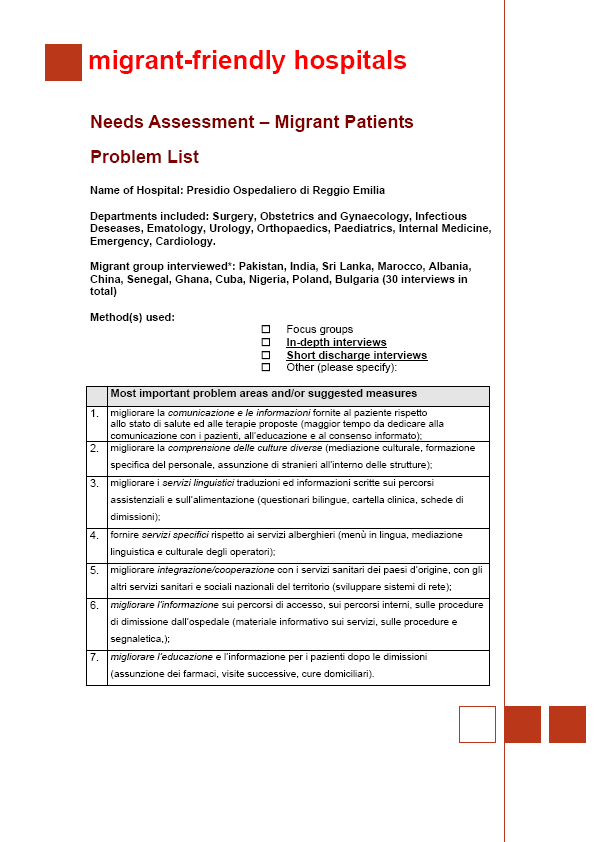 migrant-friendly hospitals
Needs Assessment – Migrant Patients
Problem List
Name of Hospital: Presidio Ospedaliero di Reggio Emilia
Departments included: Surgery, Obstetrics and Gynaecology, Infectious
Deseases, Ematology, Urology, Orthopaedics, Paediatrics, Internal Medicine,
Emergency, Cardiology.
Migrant group interviewed*: Pakistan, India, Sri Lanka, Marocco, Albania,
China, Senegal, Ghana, Cuba, Nigeria, Poland, Bulgaria (30 interviews in
total)
Method(s) used:
☐ Focus groups
☐ In-depth interviews
☐ Short discharge interviews
☐ Other (please specify):
Most important problem areas and/or suggested measures
1. migliorare la comunicazione e le informazioni fornite al paziente rispetto
allo stato di salute ed alle terapie proposte (maggior tempo da dedicare alla
comunicazione con i pazienti, all'educazione e al consenso informato);
2. migliorare la comprensione delle culture diverse (mediazione culturale, formazione
specifica del personale, assunzione di stranieri all'interno delle strutture);
3. migliorare i servizi linguistici traduzioni ed informazioni scritte sui percorsi
assistenziali e sull'alimentazione (questionari bilingue, cartella clinica, schede di
dimissioni);
4. fornire servizi specifici rispetto ai servizi alberghieri (menù in lingua, mediazione
linguistica e culturale degli operatori);
5. migliorare integrazione/cooperazione con i servizi sanitari dei paesi d'origine, con gli
altri servizi sanitari e sociali nazionali del territorio (sviluppare sistemi di rete);
6. migliorare l'informazione sui percorsi di accesso, sui percorsi interni, sulle procedure
di dimissione dall'ospedale (materiale informativo sui servizi, sulle procedure e
segnaletica,);
7. migliorare l'educazione e l'informazione per i pazienti dopo le dimissioni
(assunzione dei farmaci, visite successive, cure domiciliari).